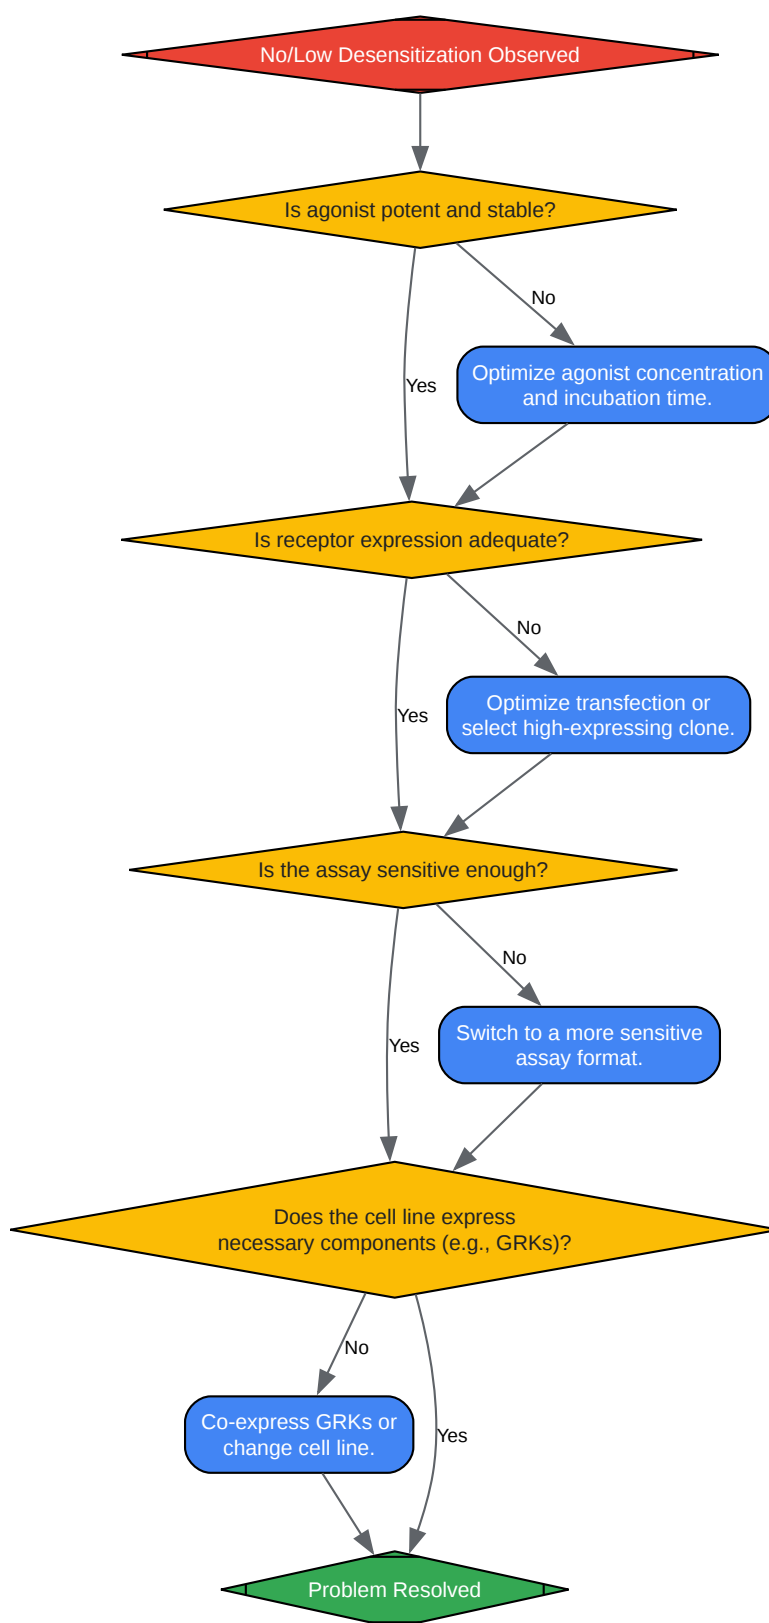 No/Low Desensitization Observed
Is agonist potent and stable?
No
Optimize agonist concentration
and incubation time.
Yes
Is receptor expression adequate?
No
Optimize transfection or
select high-expressing clone.
Yes
Is the assay sensitive enough?
No
Switch to a more sensitive
assay format.
Yes
Does the cell line express
necessary components (e.g., GRKs)?
No
Co-express GRKs or
change cell line.
Yes
Problem Resolved